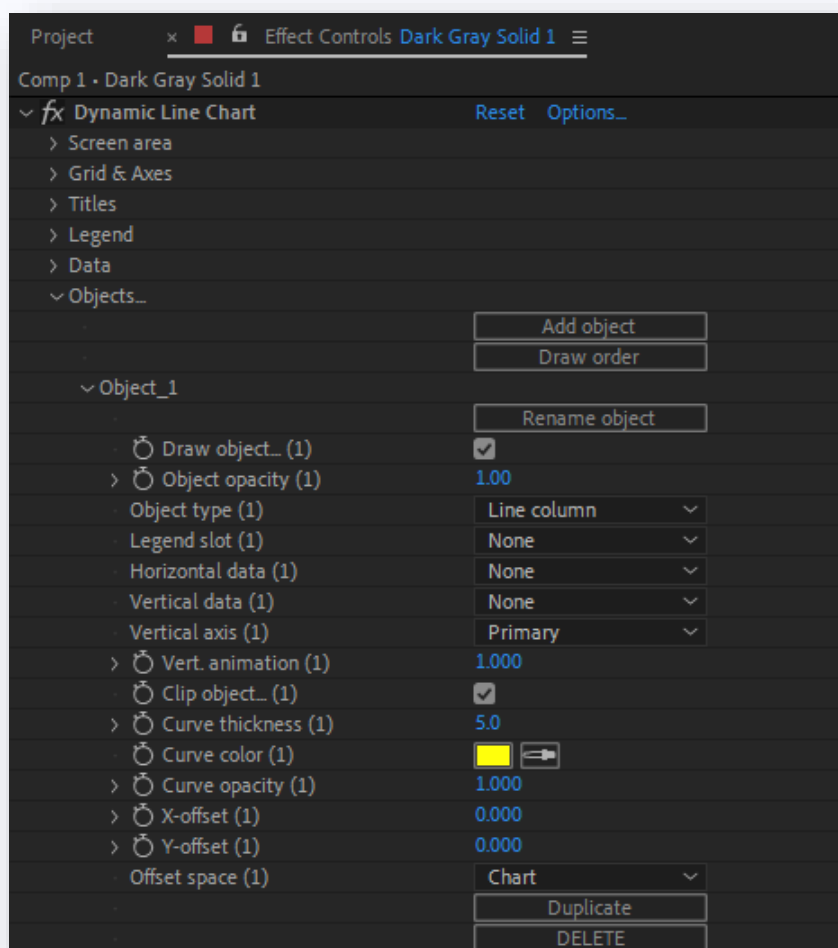 Project × Effect Controls Dark Gray Solid 1
Comp 1 • Dark Gray Solid 1
fx Dynamic Line Chart Reset Options...
Screen area
Grid & Axes
Titles
Legend
Data
Objects...
Add object
Draw order
Object_1
Rename object
Draw object... (1)
Object opacity (1) 1.00
Object type (1) Line column
Legend slot (1) None
Horizontal data (1) None
Vertical data (1) None
Vertical axis (1) Primary
Vert. animation (1) 1.000
Clip object... (1)
Curve thickness (1) 5.0
Curve color (1)
Curve opacity (1) 1.000
X-offset (1) 0.000
Y-offset (1) 0.000
Offset space (1) Chart
Duplicate
DELETE